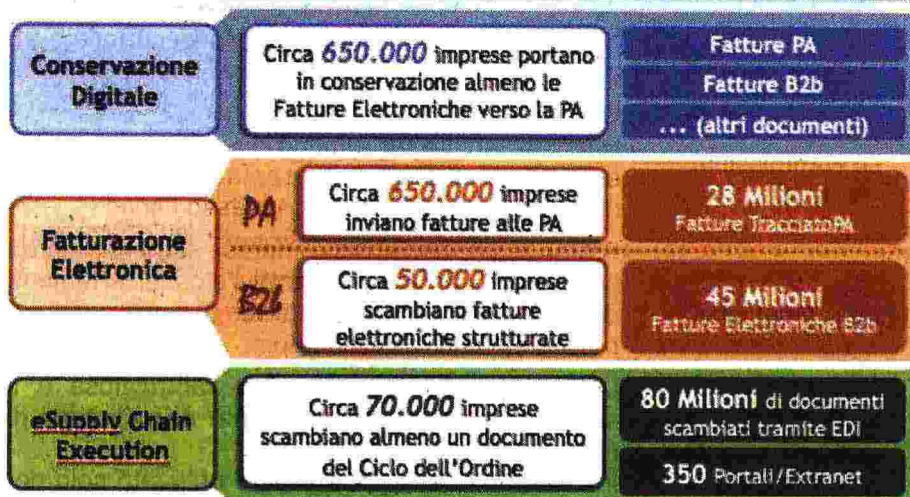 Conservazione
Digitale
Circa 650.000 imprese portano
in conservazione almeno le
Fatture Elettroniche verso la PA
Fatture PA
Fatture B2b
... (altri documenti)
Fatturazione
Elettronica
PA
Circa 650.000 imprese
inviano fatture alle PA
28 Milioni
Fatture TracciatoPA
B2b
Circa 50.000 imprese
scambiano fatture
elettroniche strutturate
45 Milioni
Fatture Elettroniche B2b
eSupply Chain
Execution
Circa 70.000 imprese
scambiano almeno un documento
del Ciclo dell'Ordine
80 Milioni di documenti
scambiati tramite EDI
350 Portali/Extranet